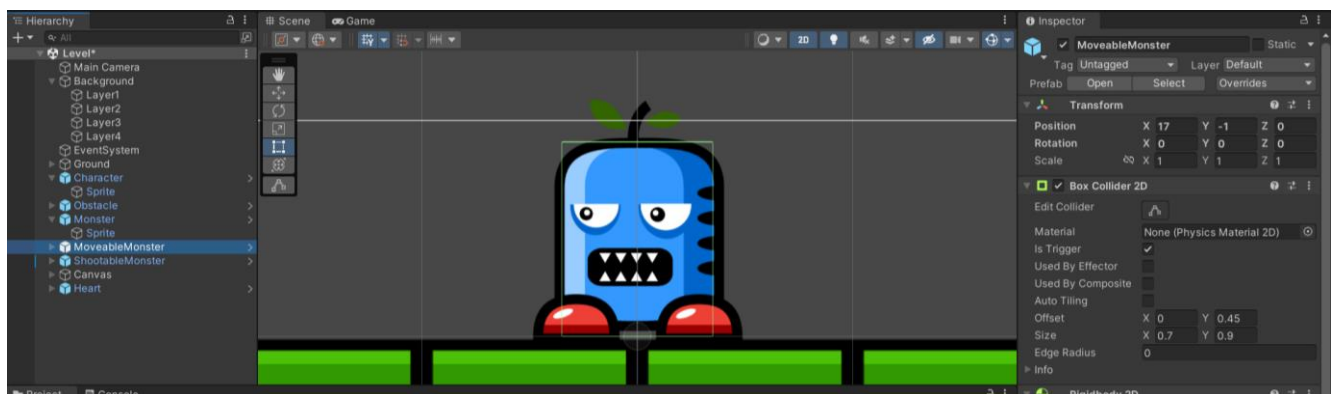 Hierarchy
All
Level*
Main Camera
Background
Layer1
Layer2
Layer3
Layer4
EventSystem
Ground
Character
Sprite
Obstacle
Monster
Sprite
MoveableMonster
ShootableMonster
Canvas
Heart
Project Console
Scene Game
2D
Inspector
MoveableMonster Static
Tag Untagged Layer Default
Prefab Open Select Overrides
Transform
Position X 17 Y -1 Z 0
Rotation X 0 Y 0 Z 0
Scale X 1 Y 1 Z 1
Box Collider 2D
Edit Collider
Material None (Physics Material 2D)
Is Trigger
Used By Effector
Used By Composite
Auto Tiling
Offset X 0 Y 0.45
Size X 0.7 Y 0.9
Edge Radius 0
Info
Rigidbody 2D